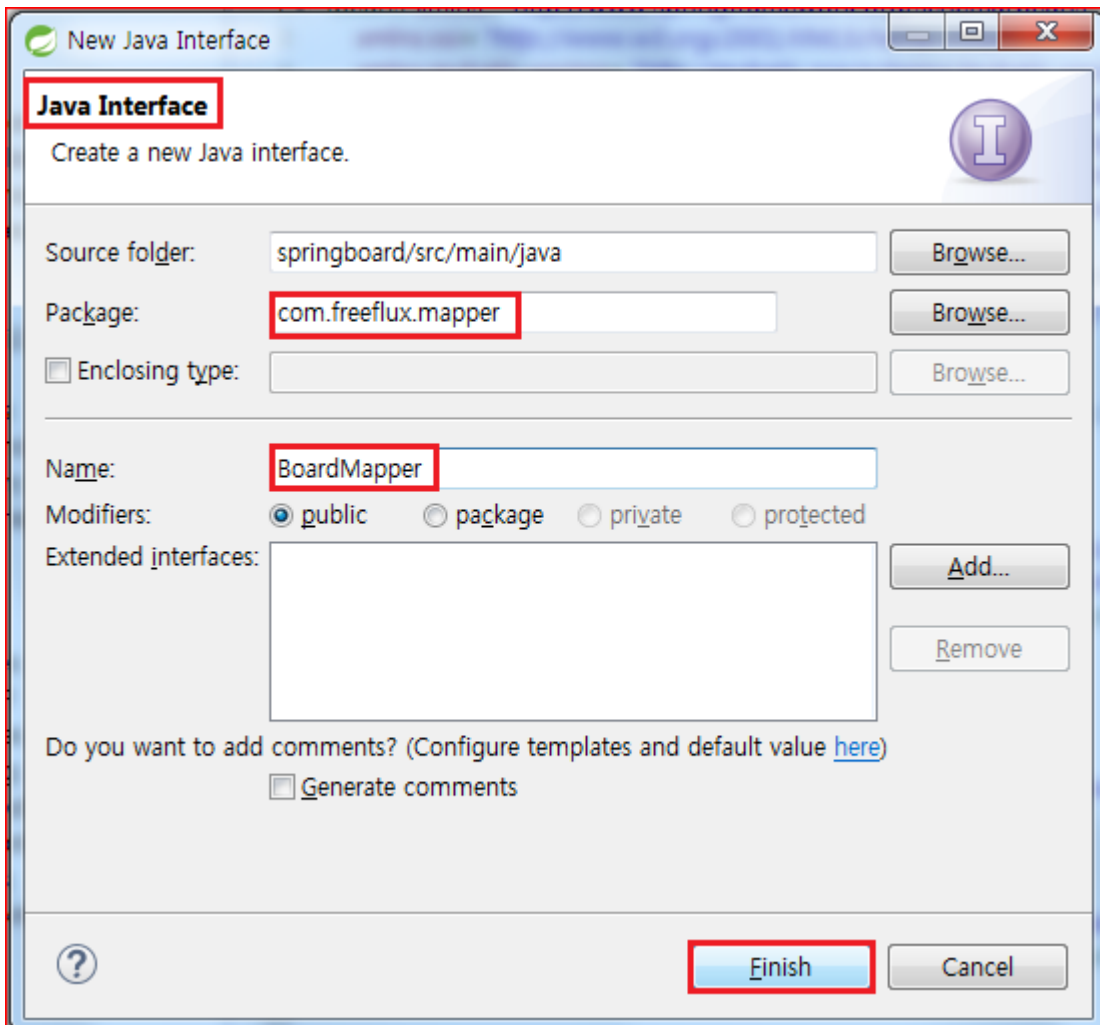 New Java Interface
Java Interface
Create a new Java interface.
Source folder: springboard/src/main/java Browse...
Package: com.freeflux.mapper Browse...
Enclosing type: Browse...
Name: BoardMapper
Modifiers: public package private protected
Extended interfaces: Add...
Remove
Do you want to add comments? (Configure templates and default value here)
Generate comments
? Finish Cancel